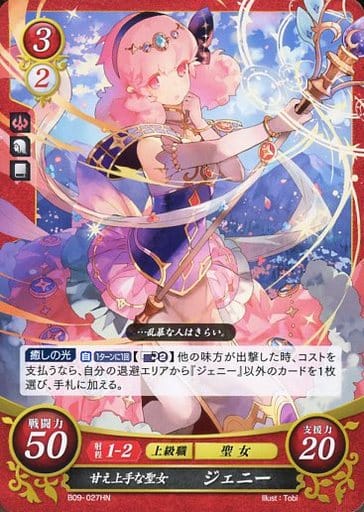 3
2
…乱暴な人はきらい。
癒しの光 自 1ターンに1回 【 ②】他の味方が出撃した時、コストを
支払うなら、自分の退避エリアから『ジェニー』以外のカードを1枚
選び、手札に加える。
戦闘力
50
射程 1-2 上級職 聖女
支援力
20
甘え上手な聖女 ジェニー
B09-027HN
Illust：Tobi